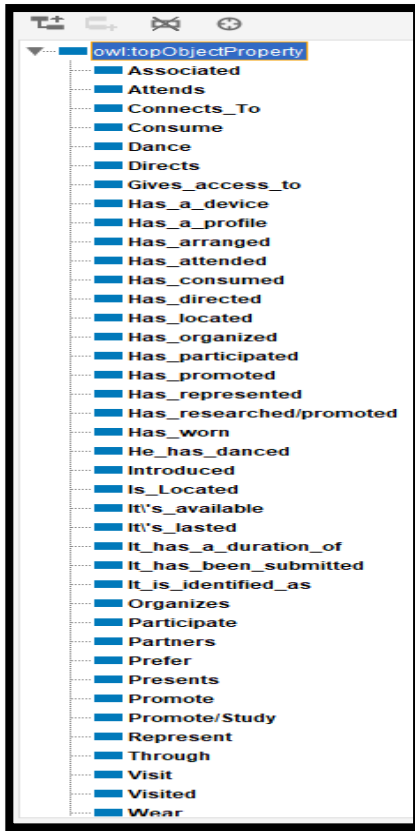 owl:topObjectProperty
Associated
Attends
Connects_To
Consume
Dance
Directs
Gives_access_to
Has_a_device
Has_a_profile
Has_arranged
Has_attended
Has_consumed
Has_directed
Has_located
Has_organized
Has_participated
Has_promoted
Has_represented
Has_researched/promoted
Has_worn
He_has_danced
Introduced
Is_Located
It\'s_available
It\'s_lasted
It_has_a_duration_of
It_has_been_submitted
It_is_identified_as
Organizes
Participate
Partners
Prefer
Presents
Promote
Promote/Study
Represent
Through
Visit
Visited
Wear